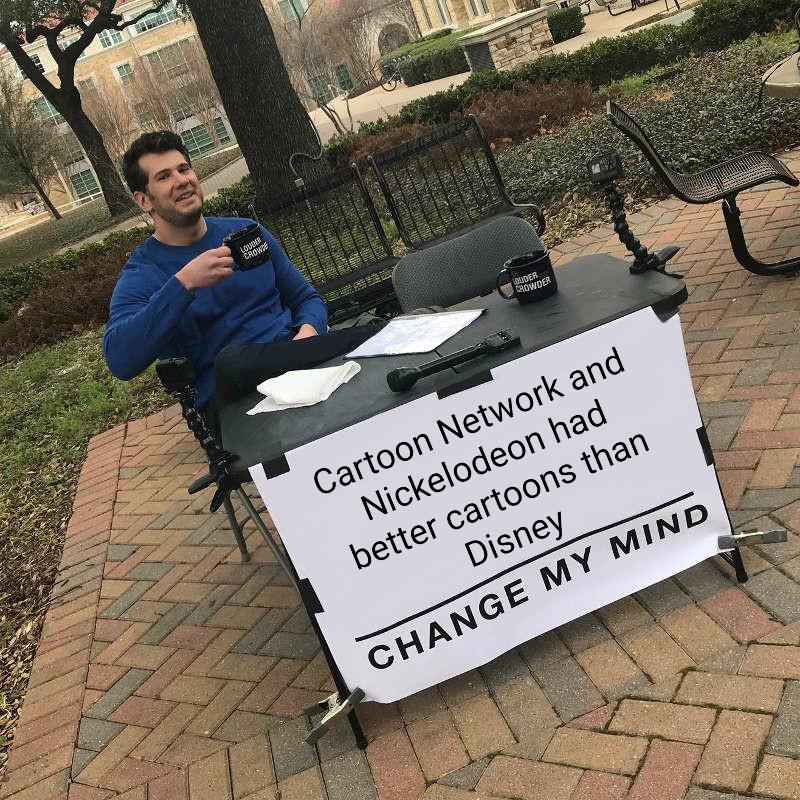 LOUDER
CROWDER
LOUDER
CROWDER
Cartoon Network and
Nickelodeon had
better cartoons than
Disney
CHANGE MY MIND